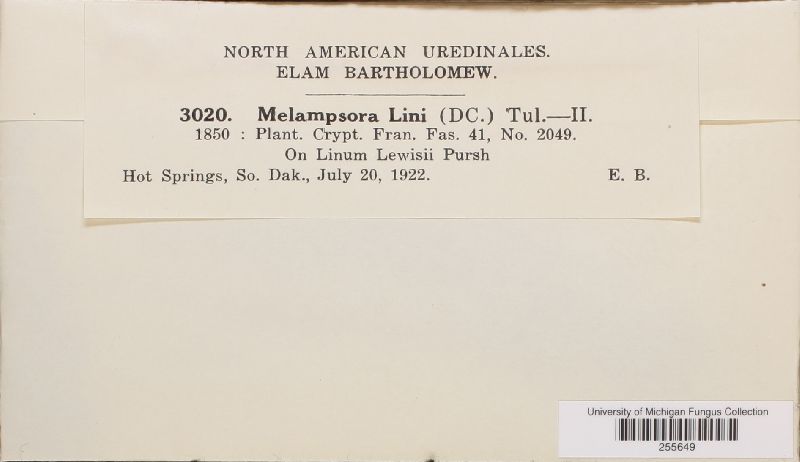 NORTH AMERICAN UREDINALES.
ELAM BARTHOLOMEW.
3020. Melampsora Lini (DC.) Tul.—II.
1850 : Plant. Crypt. Fran. Fas. 41, No. 2049.
On Linum Lewisii Pursh
Hot Springs, So. Dak., July 20, 1922. E. B.
University of Michigan Fungus Collection
255649